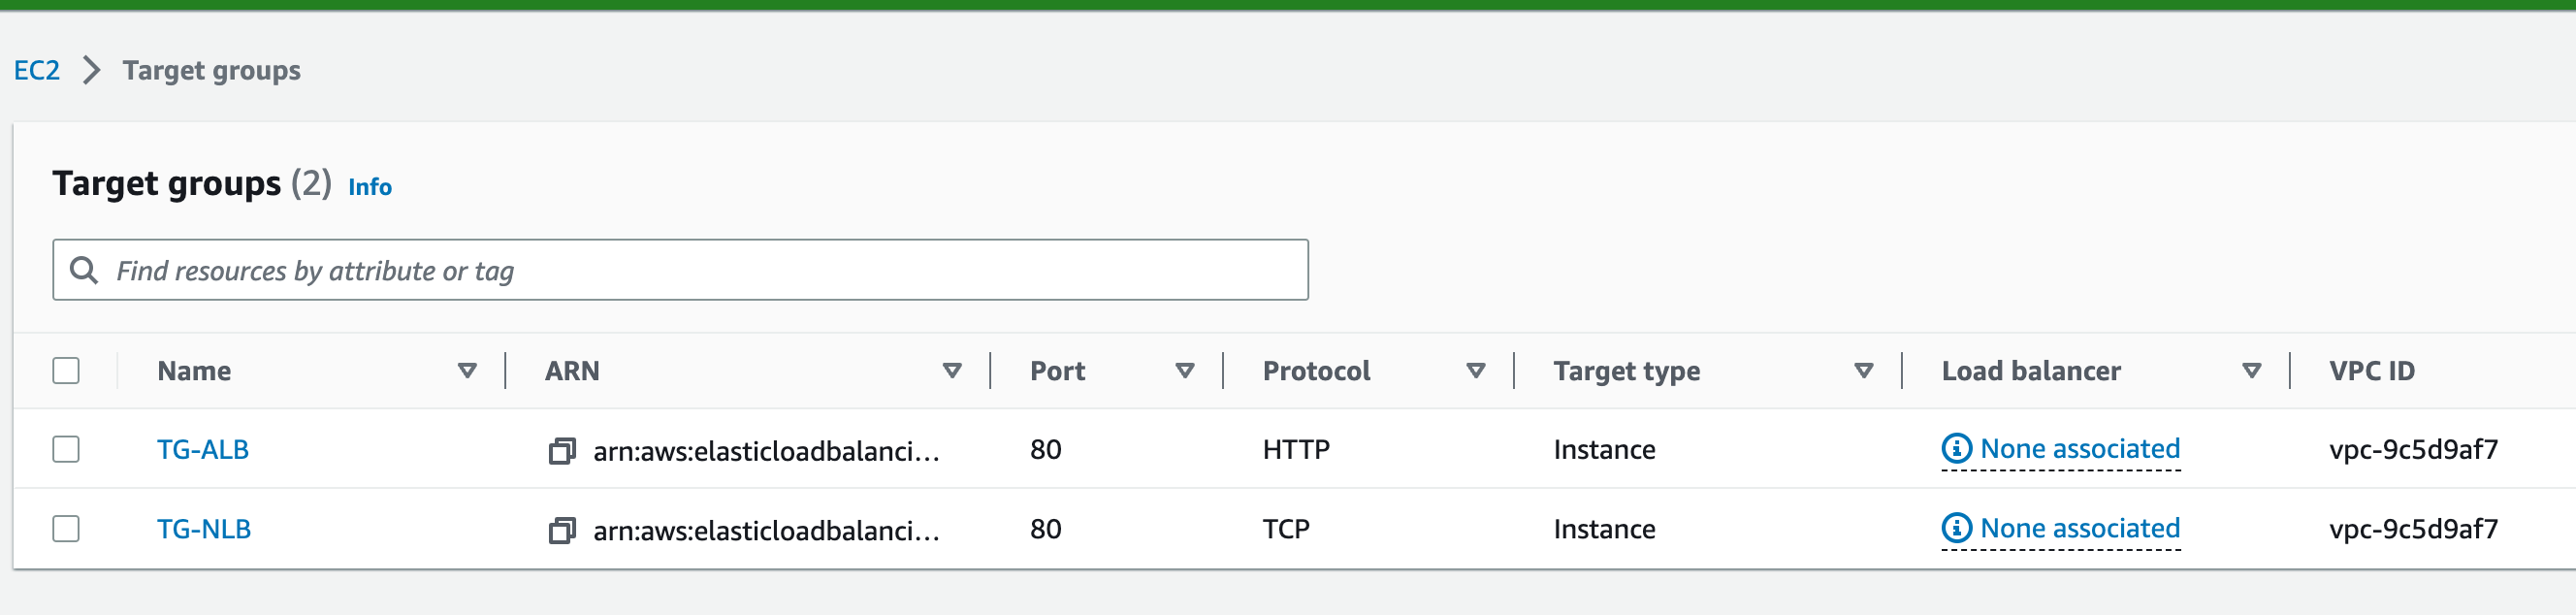 EC2 Target groups
Target groups (2) Info
Find resources by attribute or tag
Name ARN Port Protocol Target type Load balancer VPC ID
TG-ALB arn:aws:elasticloadbalanci... 80 HTTP Instance None associated vpc-9c5d9af7
TG-NLB arn:aws:elasticloadbalanci... 80 TCP Instance None associated vpc-9c5d9af7